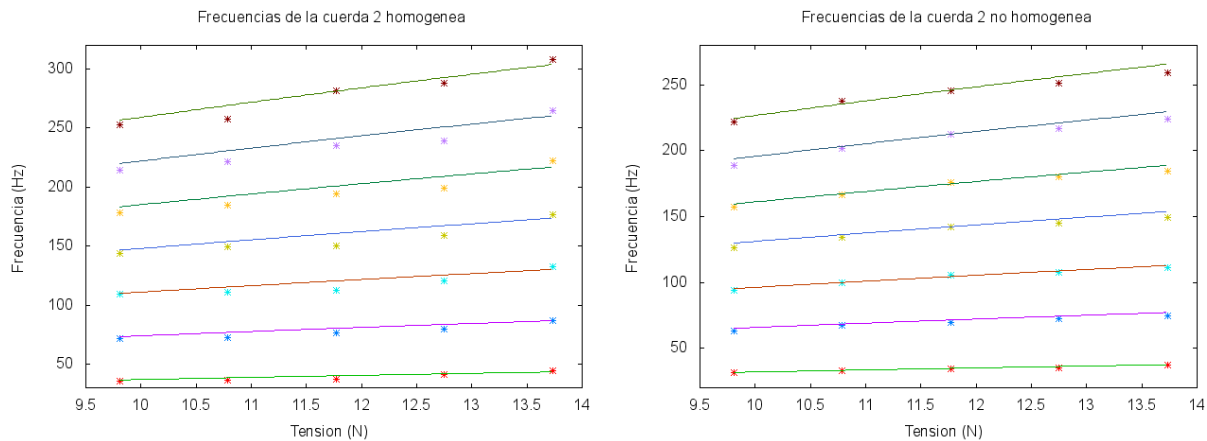 Frecuencias de la cuerda 2 homogenea
Frecuencia (Hz)
300
250
200
150
100
50
9.5 10 10.5 11 11.5 12 12.5 13 13.5 14
Tension (N)
Frecuencias de la cuerda 2 no homogenea
Frecuencia (Hz)
250
200
150
100
50
9.5 10 10.5 11 11.5 12 12.5 13 13.5 14
Tension (N)